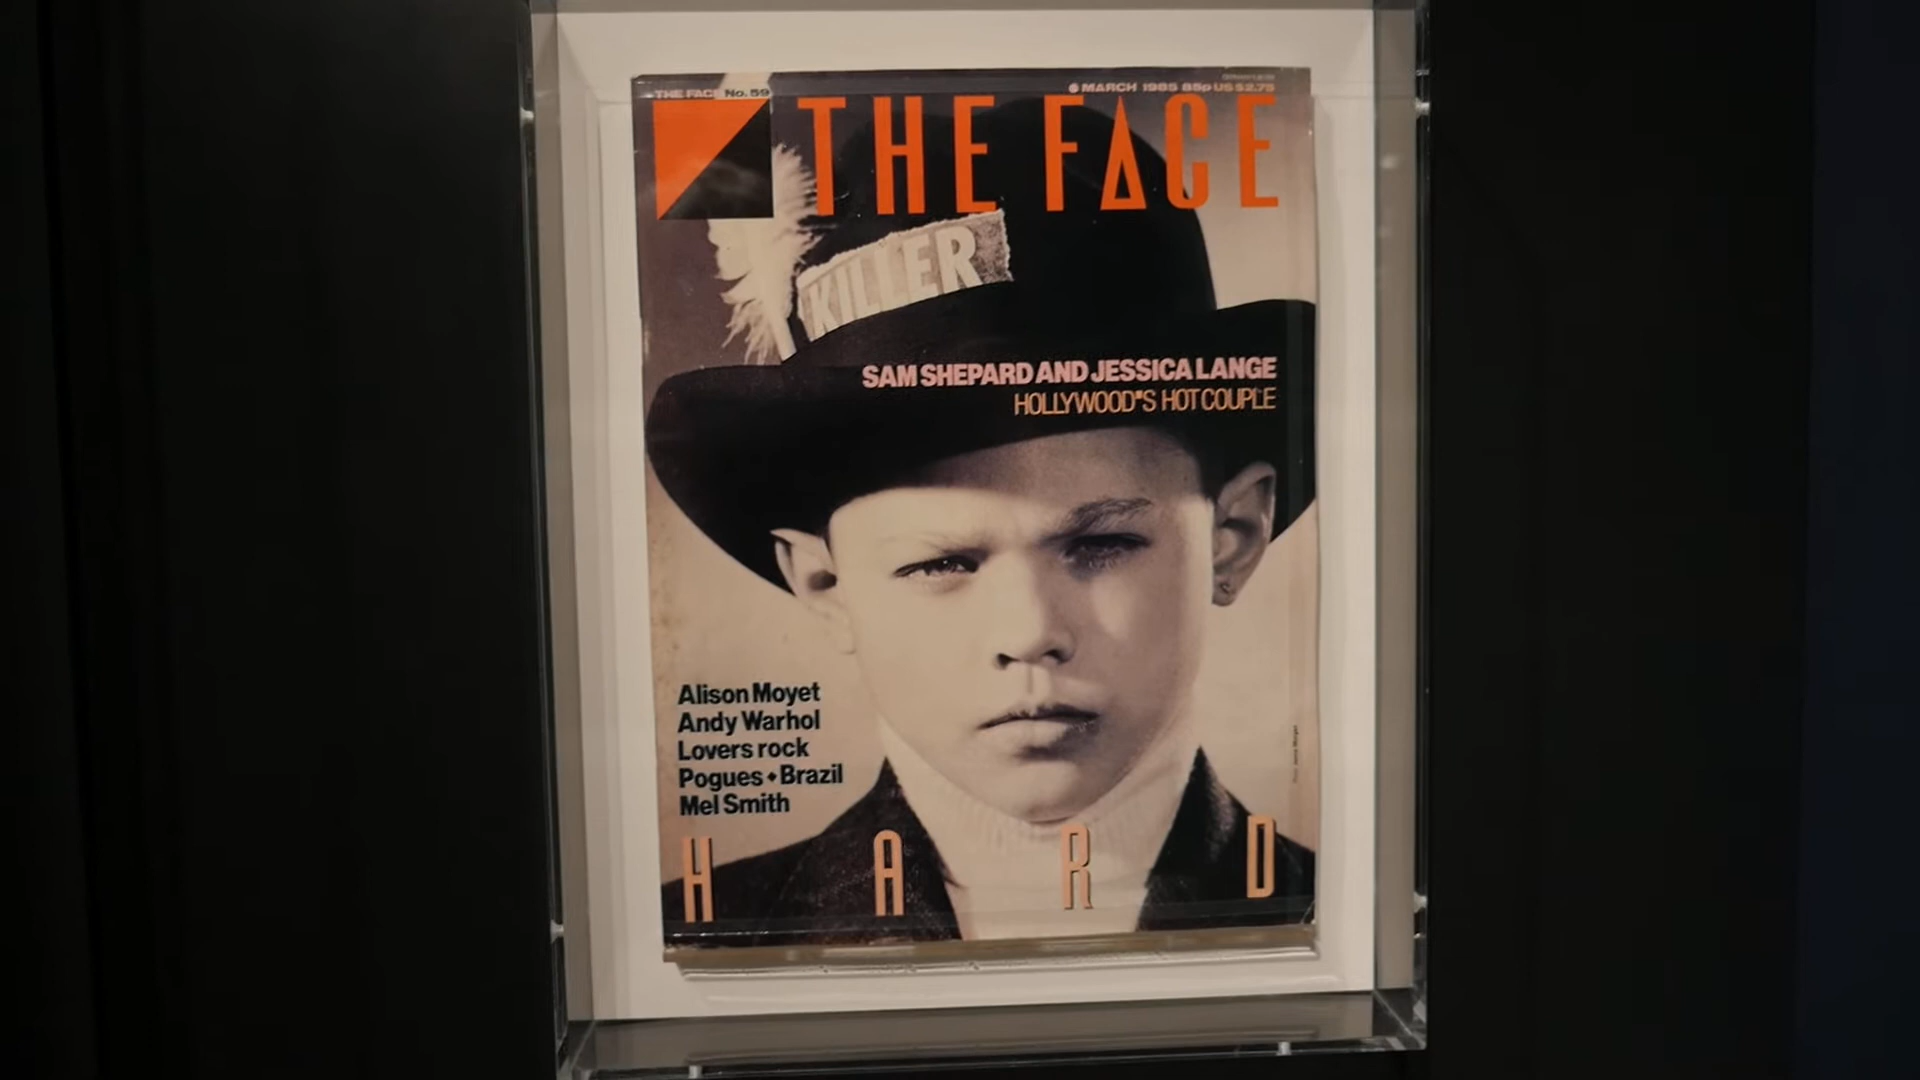 THE FACE No. 59
MARCH 1985 85p US $2.75
THE FACE
KILLER
SAM SHEPARD AND JESSICA LANGE
HOLLYWOOD"S HOT COUPLE
Alison Moyet
Andy Warhol
Lovers rock
Pogues • Brazil
Mel Smith
HARD